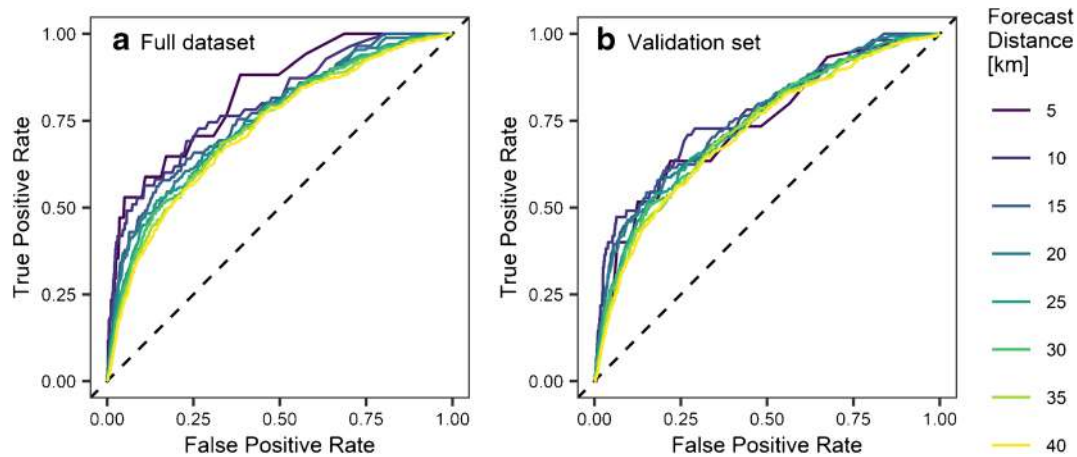 a Full dataset
True Positive Rate
1.00
0.75
0.50
0.25
0.00
0.00 0.25 0.50 0.75 1.00
False Positive Rate
b Validation set
True Positive Rate
1.00
0.75
0.50
0.25
0.00
0.00 0.25 0.50 0.75 1.00
False Positive Rate
Forecast
Distance
[km]
5
10
15
20
25
30
35
40